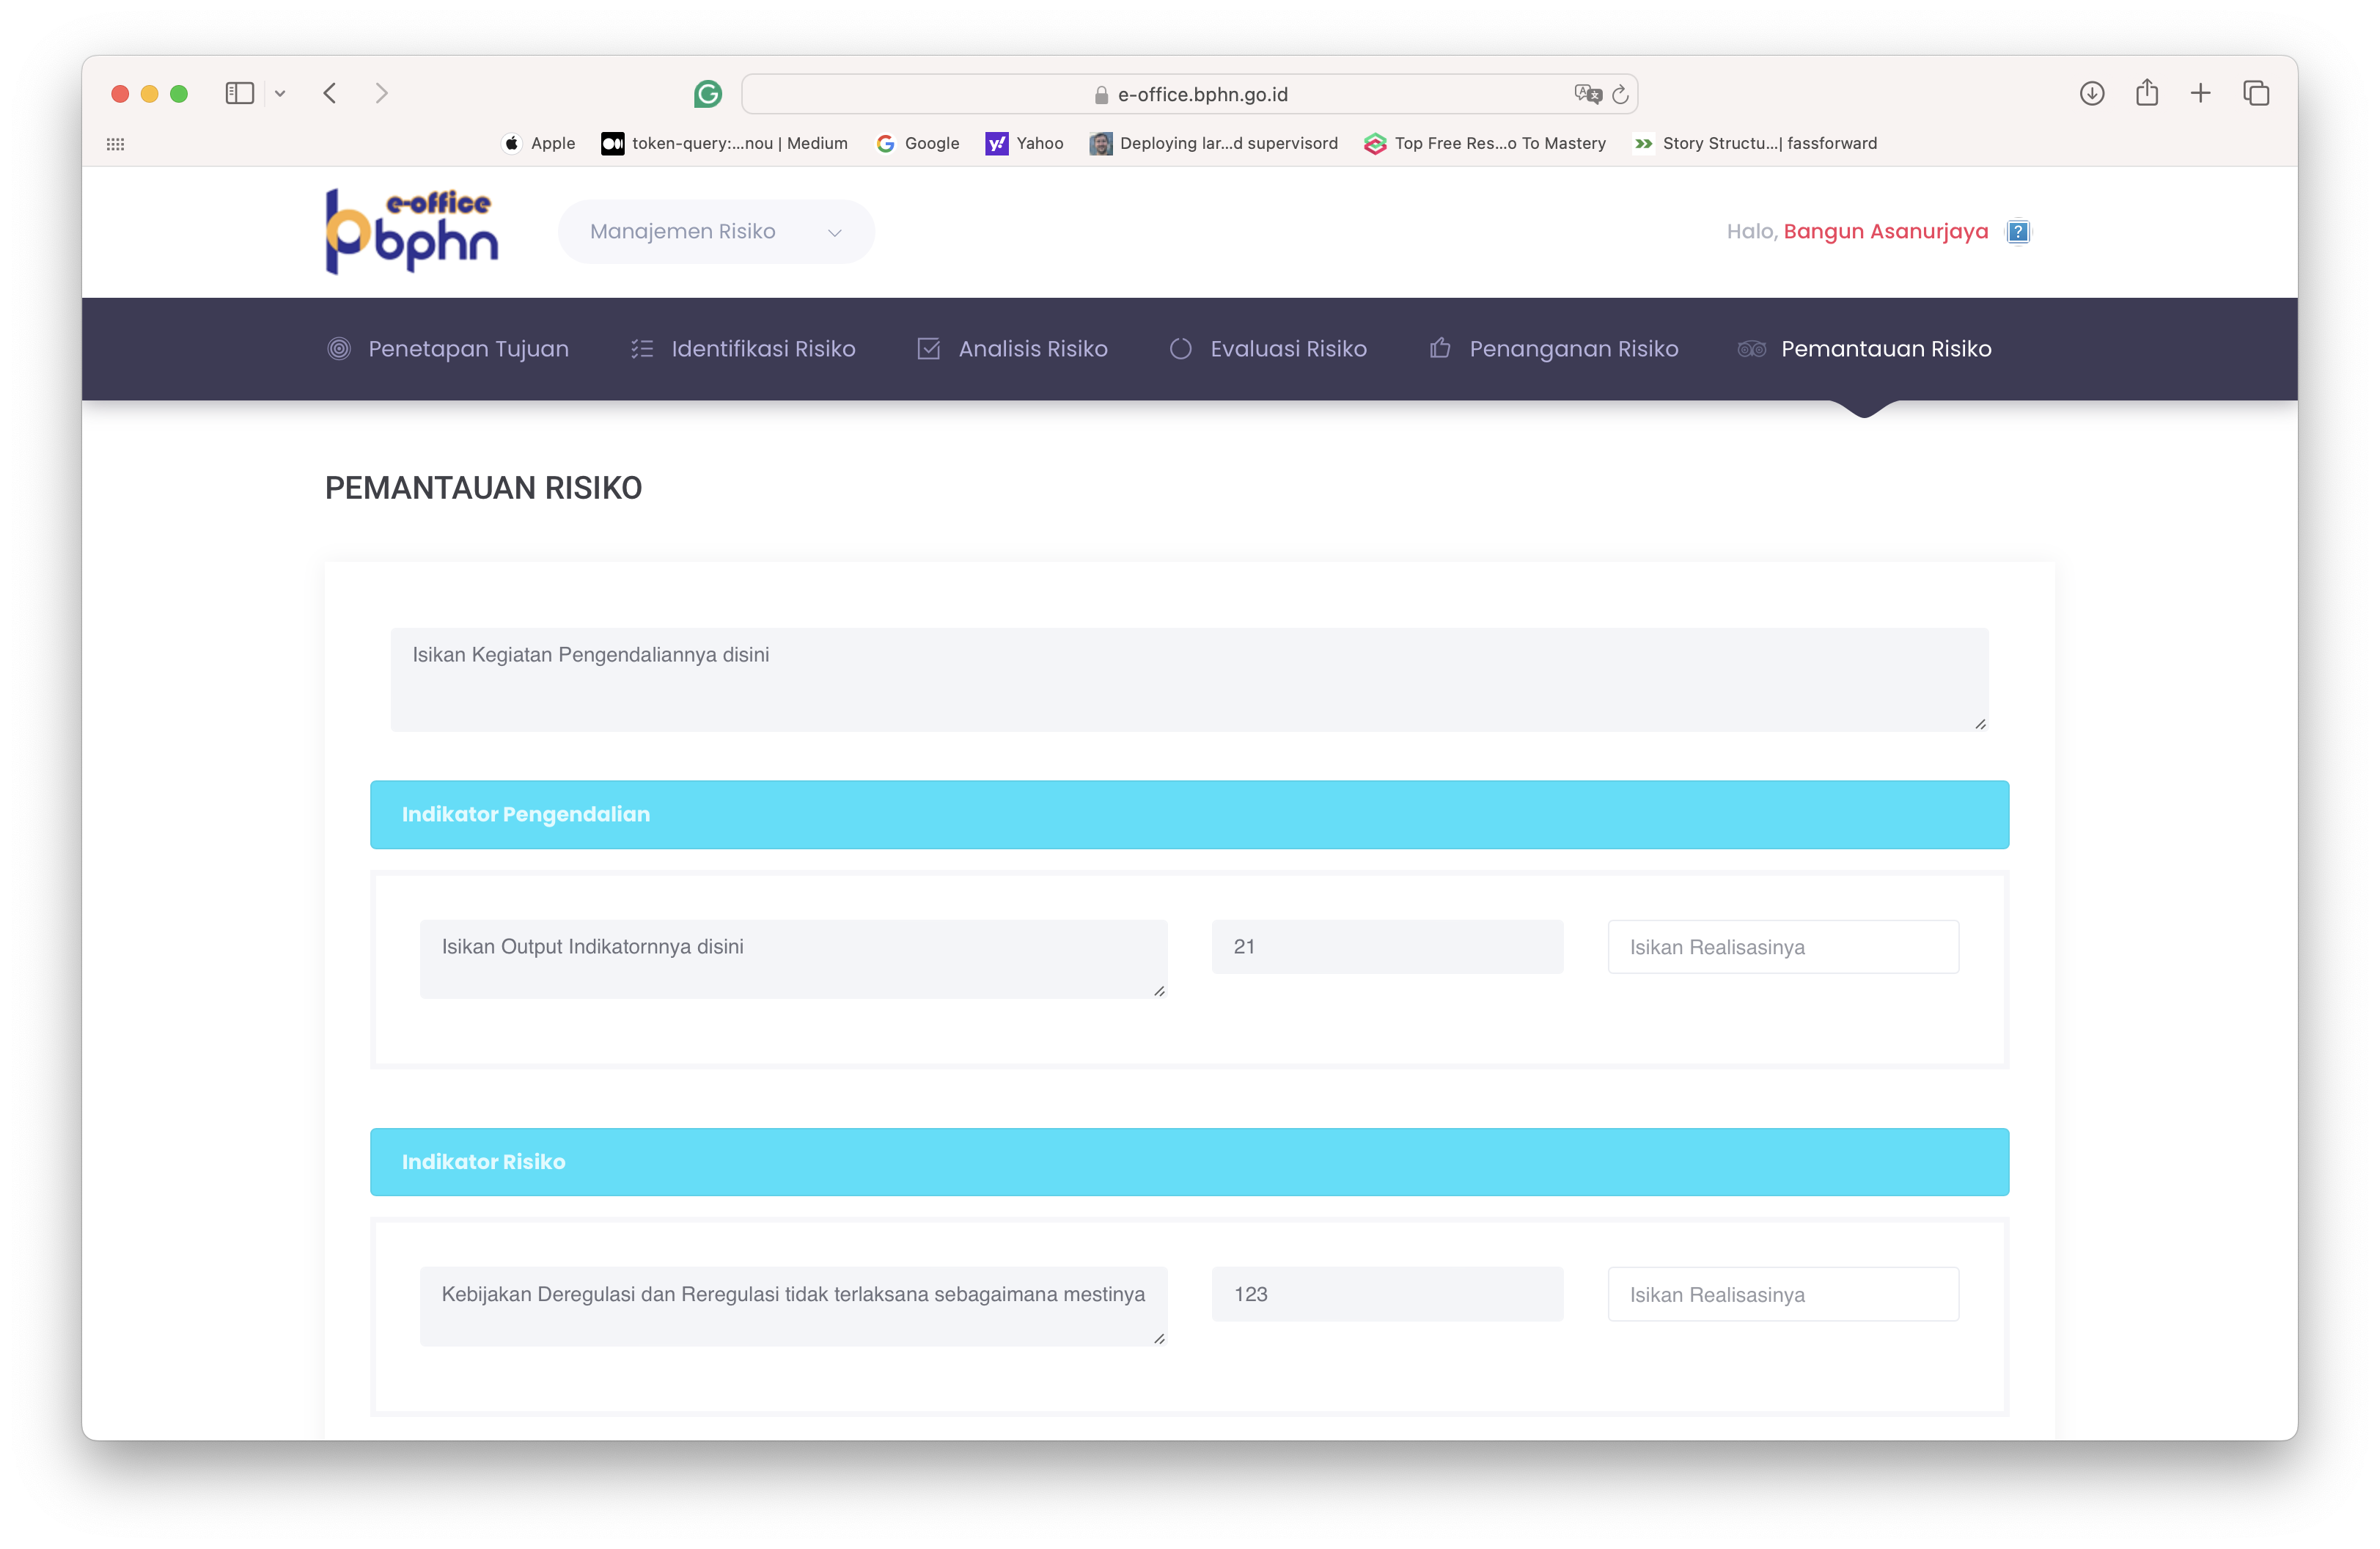 e-office.bphn.go.id
Apple token-query:...nou | Medium Google Yahoo Deploying lar...d supervisord Top Free Res...o To Mastery Story Structu...| fassforward
e-office
bphn
Manajemen Risiko
Halo, Bangun Asanurjaya
Penetapan Tujuan Identifikasi Risiko Analisis Risiko Evaluasi Risiko Penanganan Risiko Pemantauan Risiko
PEMANTAUAN RISIKO
Isikan Kegiatan Pengendaliannya disini
Indikator Pengendalian
Isikan Output Indikatornnya disini 21 Isikan Realisasinya
Indikator Risiko
Kebijakan Deregulasi dan Reregulasi tidak terlaksana sebagaimana mestinya 123 Isikan Realisasinya